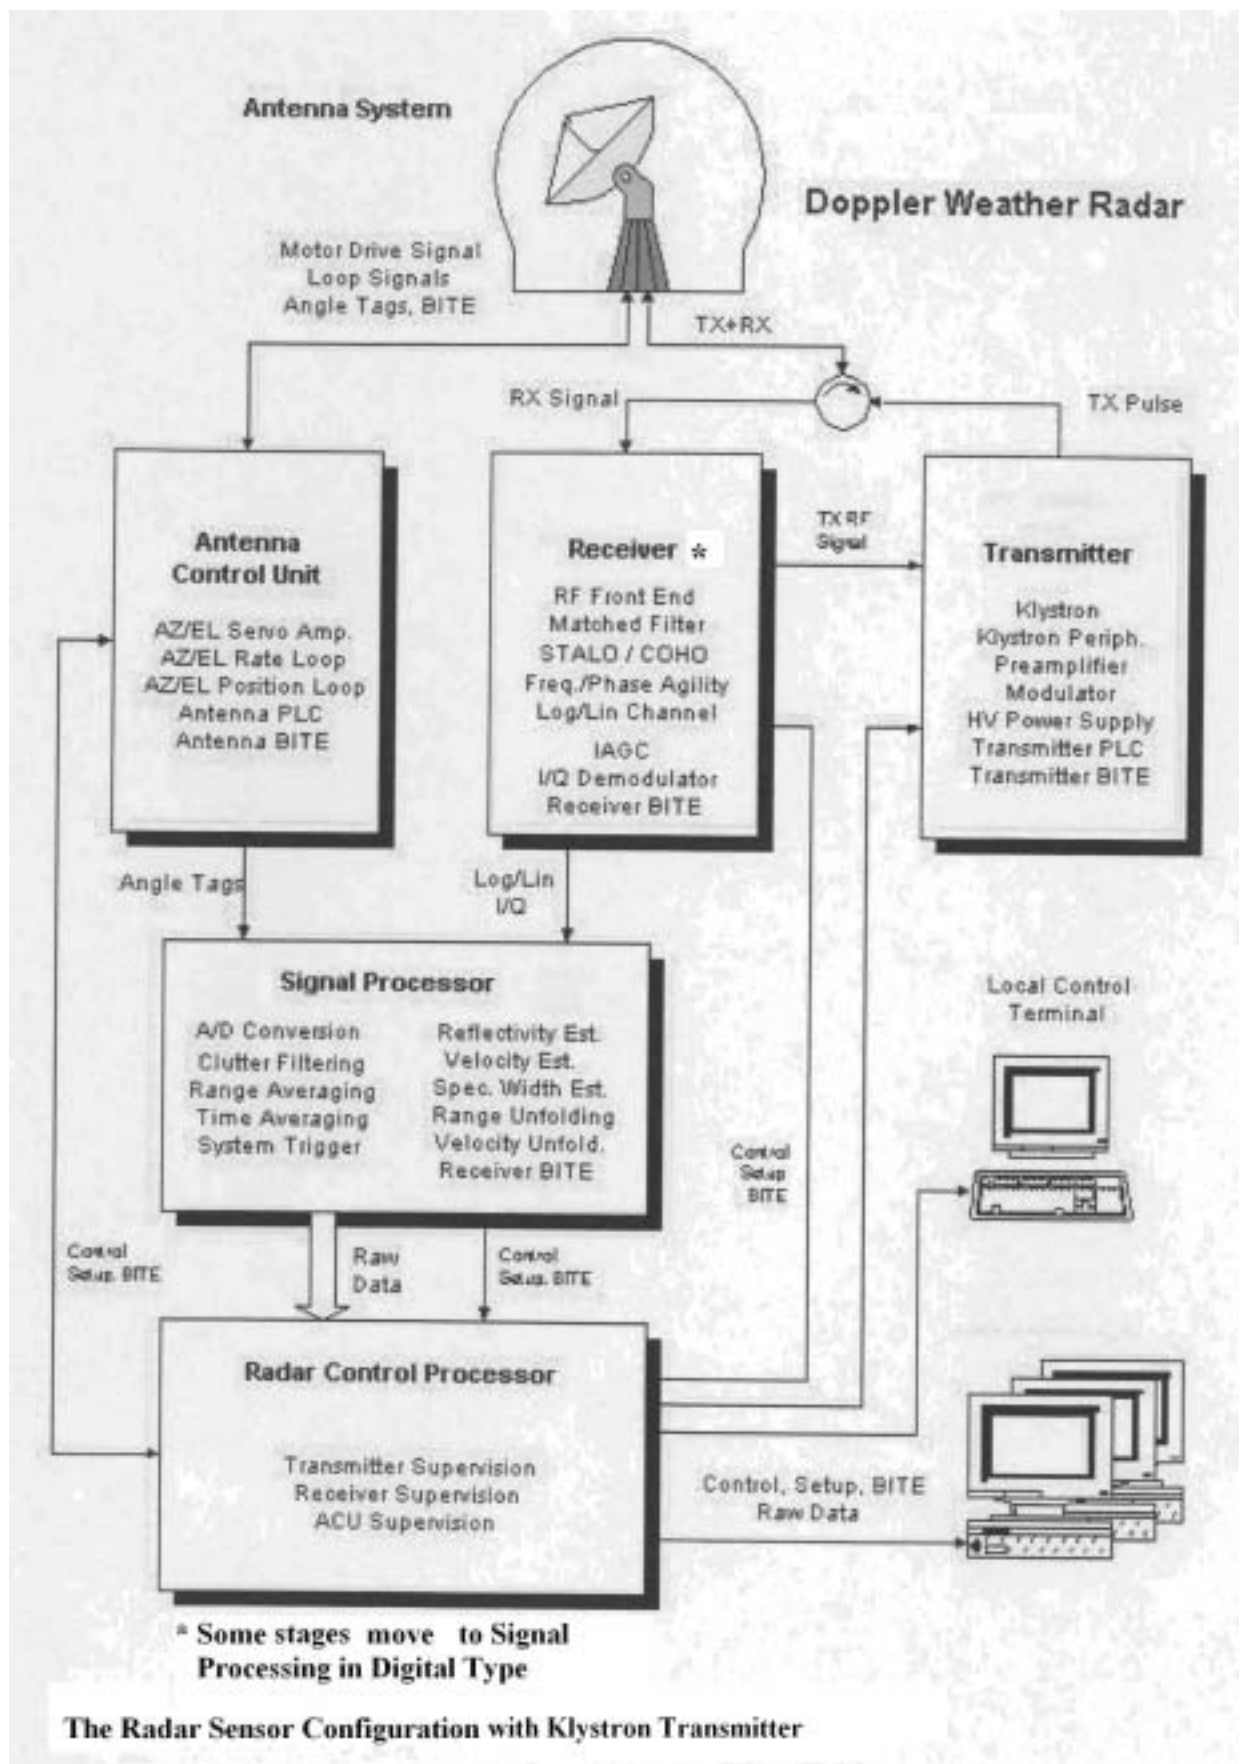 Antenna System
Doppler Weather Radar
Motor Drive Signal
Loop Signals
Angle Tags, BITE
TX+RX
RX Signal
TX Pulse
Antenna
Control Unit
AZ/EL Servo Amp.
AZ/EL Rate Loop
AZ/EL Position Loop
Antenna PLC
Antenna BITE
Receiver *
RF Front End
Matched Filter
STALO / COHO
Freq./Phase Agility
Log/Lin Channel
IAGC
I/Q Demodulator
Receiver BITE
TX RF
Signal
Transmitter
Klystron
Klystron Periph.
Preamplifier
Modulator
HV Power Supply
Transmitter PLC
Transmitter BITE
Angle Tags
Log/Lin
I/Q
Signal Processor
A/D Conversion
Clutter Filtering
Range Averaging
Time Averaging
System Trigger
Reflectivity Est.
Velocity Est.
Spec. Width Est.
Range Unfolding
Velocity Unfold.
Receiver BITE
Local Control
Terminal
Control
Setup
BITE
Control
Setup, BITE
Raw
Data
Control
Setup, BITE
Radar Control Processor
Transmitter Supervision
Receiver Supervision
ACU Supervision
Control, Setup, BITE
Raw Data
* Some stages move to Signal
Processing in Digital Type
The Radar Sensor Configuration with Klystron Transmitter